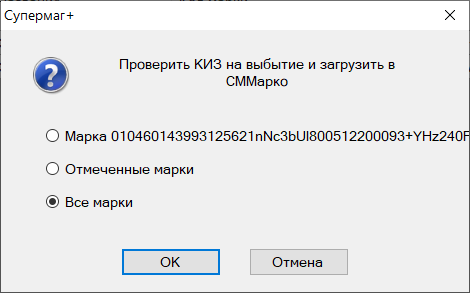 Супермаг+
Проверить КИЗ на выбытие и загрузить в
СММарко
Марка 010460143993125621nNc3bUl800512200093+YHz240F
Отмеченные марки
Все марки
OK
Отмена